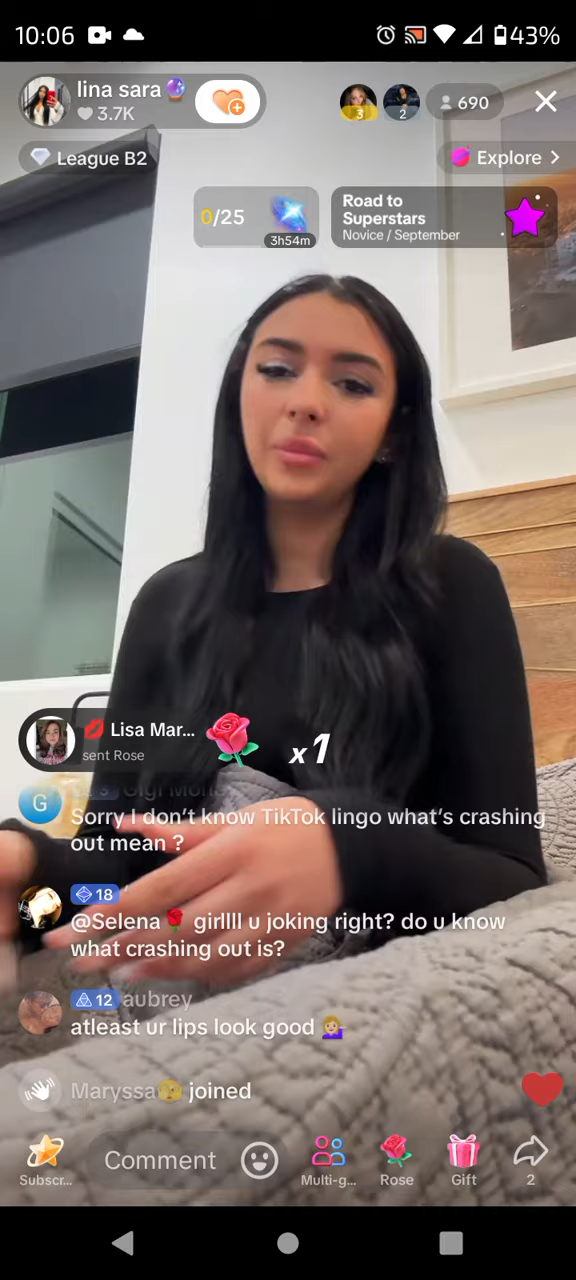 10:06
43%
lina sara
3.7K
3
2
690
League B2
Explore >
0/25
3h54m
Road to
Superstars
Novice / September
Lisa Mar...
sent Rose
x1
G
Sorry I don't know TikTok lingo what's crashing
out mean ?
18
@Selena🌹 girllll u joking right? do u know
what crashing out is?
12 aubrey
atleast ur lips look good 💁🏼‍♀️
Maryssa🫣 joined
Subscr...
Comment
Multi-g...
Rose
Gift
2